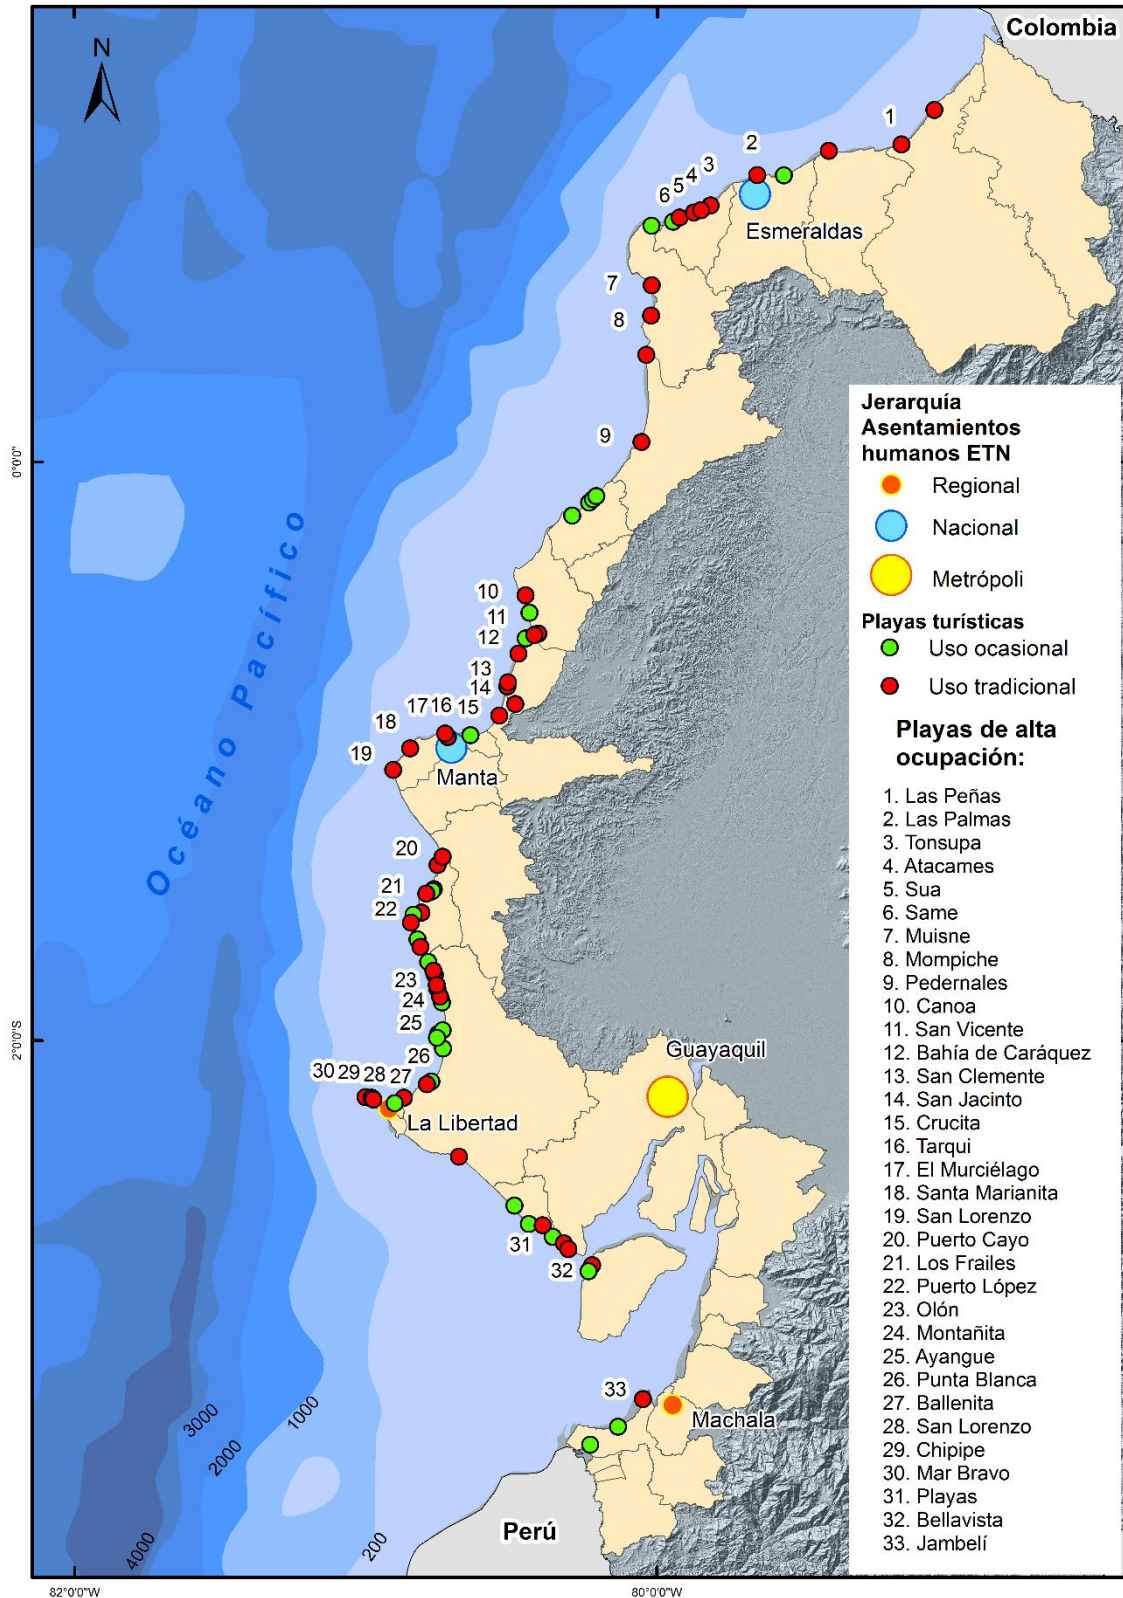 Colombia
N
1
2
3
4
5
6
Esmeraldas
7
8
9
0°0'0"
Océano Pacífico
10
11
12
13
14
15
16
17
18
19
Manta
20
21
22
23
24
25
26
2°0'0"S
Guayaquil
30
29
28
27
La Libertad
31
32
33
Machala
Perú
3000
2000
1000
4000
200
82°0'0"W
80°0'0"W
Jerarquía
Asentamientos
humanos ETN
Regional
Nacional
Metrópoli
Playas turísticas
Uso ocasional
Uso tradicional
Playas de alta
ocupación:
1. Las Peñas
2. Las Palmas
3. Tonsupa
4. Atacames
5. Sua
6. Same
7. Muisne
8. Mompiche
9. Pedernales
10. Canoa
11. San Vicente
12. Bahía de Caráquez
13. San Clemente
14. San Jacinto
15. Crucita
16. Tarqui
17. El Murciélago
18. Santa Marianita
19. San Lorenzo
20. Puerto Cayo
21. Los Frailes
22. Puerto López
23. Olón
24. Montañita
25. Ayangue
26. Punta Blanca
27. Ballenita
28. San Lorenzo
29. Chipipe
30. Mar Bravo
31. Playas
32. Bellavista
33. Jambelí